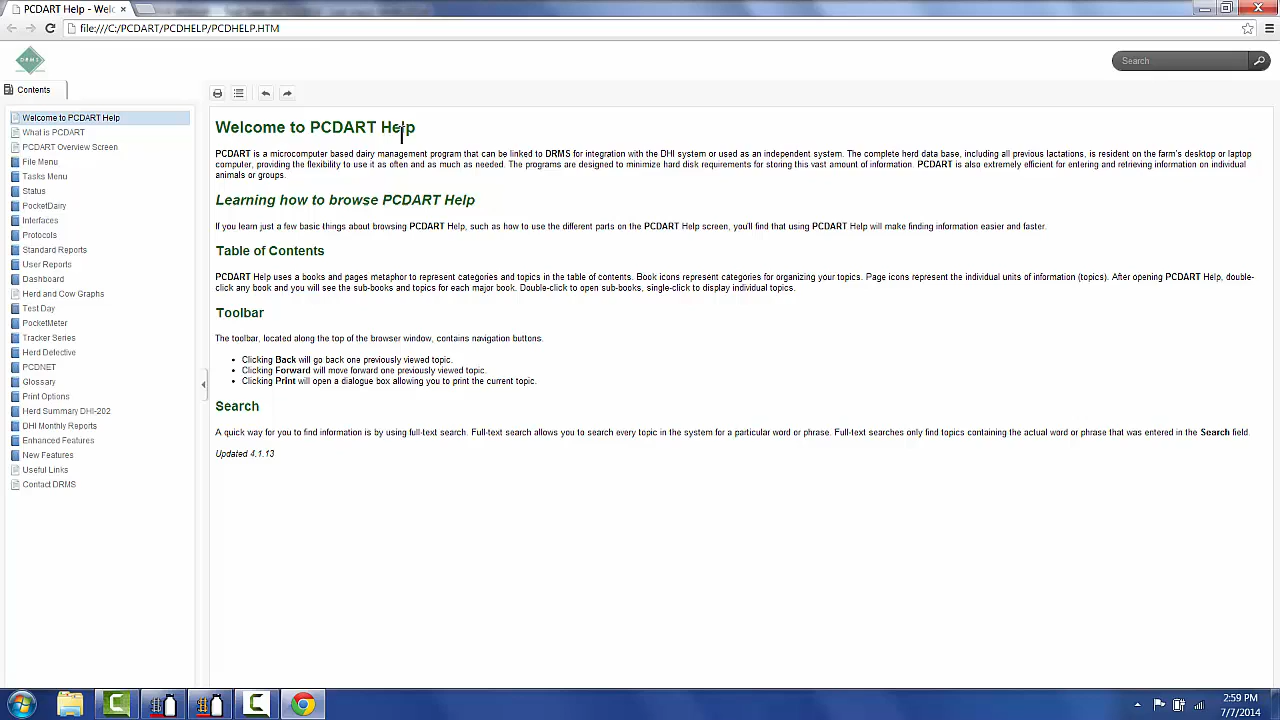 PCDART Help - Welc
file:///C:/PCDART/PCDHELP/PCDHELP.HTM
DRMS
Search
Contents
Welcome to PCDART Help
What is PCDART
PCDART Overview Screen
File Menu
Tasks Menu
Status
PocketDairy
Interfaces
Protocols
Standard Reports
User Reports
Dashboard
Herd and Cow Graphs
Test Day
PocketMeter
Tracker Series
Herd Detective
PCDNET
Glossary
Print Options
Herd Summary DHI-202
DHI Monthly Reports
Enhanced Features
New Features
Useful Links
Contact DRMS
Welcome to PCDART Help
PCDART is a microcomputer based dairy management program that can be linked to DRMS for integration with the DHI system or used as an independent system. The complete herd data base, including all previous lactations, is resident on the farm's desktop or laptop
computer, providing the flexibility to use it as often and as much as needed. The programs are designed to minimize hard disk requirements for storing this vast amount of information. PCDART is also extremely efficient for entering and retrieving information on individual
animals or groups.
Learning how to browse PCDART Help
If you learn just a few basic things about browsing PCDART Help, such as how to use the different parts on the PCDART Help screen, you'll find that using PCDART Help will make finding information easier and faster.
Table of Contents
PCDART Help uses a books and pages metaphor to represent categories and topics in the table of contents. Book icons represent categories for organizing your topics. Page icons represent the individual units of information (topics). After opening PCDART Help, double-
click any book and you will see the sub-books and topics for each major book. Double-click to open sub-books, single-click to display individual topics.
Toolbar
The toolbar, located along the top of the browser window, contains navigation buttons.
• Clicking Back will go back one previously viewed topic.
• Clicking Forward will move forward one previously viewed topic.
• Clicking Print will open a dialogue box allowing you to print the current topic.
Search
A quick way for you to find information is by using full-text search. Full-text search allows you to search every topic in the system for a particular word or phrase. Full-text searches only find topics containing the actual word or phrase that was entered in the Search field.
Updated 4.1.13
2:59 PM
7/7/2014